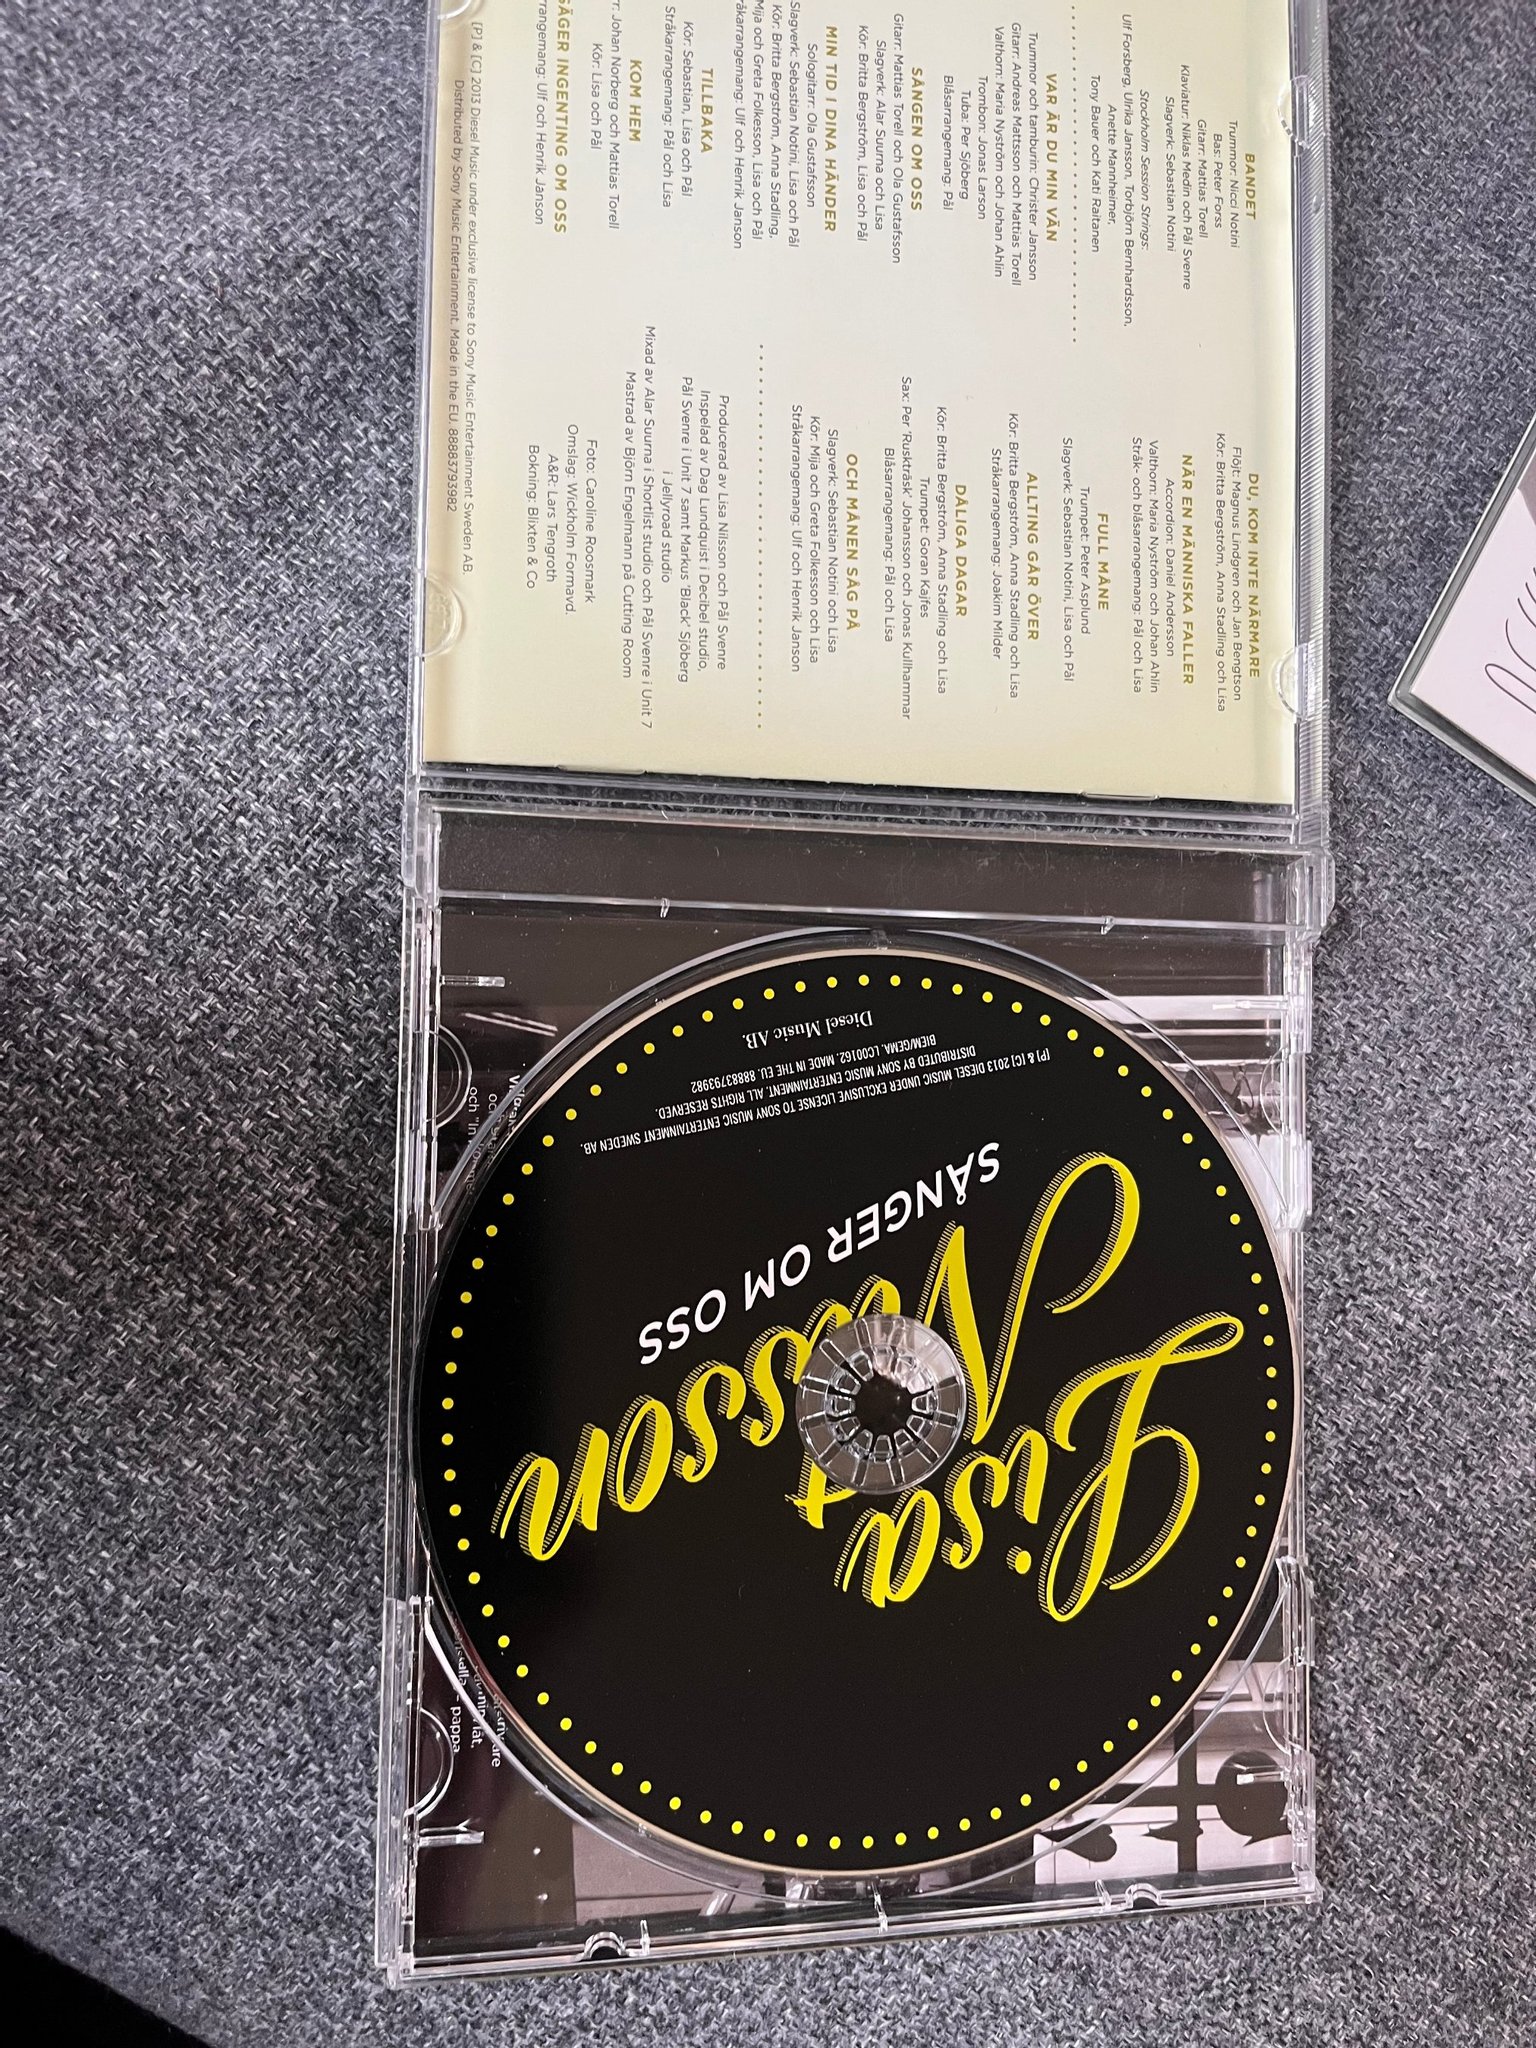 BANDET
Trummor: Nicci Notini
Bas: Peter Forss
Gitarr: Mattias Torell
Klaviatur: Niklas Medin och Pål Svenre
Slagverk: Sebastian Notini
Stockholm Session Strings:
Ulf Forsberg, Ulrika Jansson, Torbjörn Bernhardsson,
Anette Mannheimer,
Tony Bauer och Kati Raitanen
VAR ÄR DU MIN VÄN
Trummor och tamburin: Christer Jansson
Gitarr: Andreas Mattsson och Mattias Torell
Valthorn: Maria Nyström och Johan Ahlin
Trombon: Jonas Larson
Tuba: Per Sjöberg
Blåsarrangemang: Pål
SÅNGEN OM OSS
Gitarr: Mattias Torell och Ola Gustafsson
Slagverk: Alar Suurna och Lisa
Kör: Britta Bergström, Lisa och Pål
MIN TID I DINA HÄNDER
Sologitarr: Ola Gustafsson
Slagverk: Sebastian Notini, Lisa och Pål
Kör: Britta Bergström, Anna Stadling,
Mija och Greta Folkesson, Lisa och Pål
råkarrangemang: Ulf och Henrik Janson
TILLBAKA
Kör: Sebastian, Lisa och Pål
Stråkarrangemang: Pål och Lisa
KOM HEM
r: Johan Norberg och Mattias Torell
Kör: Lisa och Pål
SÄGER INGENTING OM OSS
rrangemang: Ulf och Henrik Janson
DU, KOM INTE NÄRMARE
Flöjt: Magnus Lindgren och Jan Bengtson
Kör: Britta Bergström, Anna Stadling och Lisa
NÄR EN MÄNNISKA FALLER
Accordion: Daniel Andersson
Valthorn: Maria Nyström och Johan Ahlin
Stråk- och blåsarrangemang: Pål och Lisa
FULL MÅNE
Trumpet: Peter Asplund
Slagverk: Sebastian Notini, Lisa och Pål
ALLTING GÅR ÖVER
Kör: Britta Bergström, Anna Stadling och Lisa
Stråkarrangemang: Joakim Milder
DÅLIGA DAGAR
Kör: Britta Bergström, Anna Stadling och Lisa
Trumpet: Goran Kajfes
Sax: Per 'Ruskträsk' Johansson och Jonas Kullhammar
Blåsarrangemang: Pål och Lisa
OCH MÅNEN SÅG PÅ
Slagverk: Sebastian Notini och Lisa
Kör: Mija och Greta Folkesson och Lisa
Stråkarrangemang: Ulf och Henrik Janson
Producerad av Lisa Nilsson och Pål Svenre
Inspelad av Dag Lundquist i Decibel studio,
Pål Svenre i Unit 7 samt Markus 'Black' Sjöberg
i Jellyroad studio
Mixad av Alar Suurna i Shortlist studio och Pål Svenre i Unit 7
Mastrad av Björn Engelmann på Cutting Room
Foto: Caroline Roosmark
Omslag: Wickholm Formavd.
A&R: Lars Tengroth
Bokning: Blixten & Co
[P] & [C] 2013 Diesel Music under exclusive license to Sony Music Entertainment Sweden AB.
Distributed by Sony Music Entertainment. Made in the EU. 88883793982
Lisa
Nilsson
SÅNGER OM OSS
[P] & [C] 2013 DIESEL MUSIC UNDER EXCLUSIVE LICENSE TO SONY MUSIC ENTERTAINMENT SWEDEN AB.
DISTRIBUTED BY SONY MUSIC ENTERTAINMENT. ALL RIGHTS RESERVED.
BIEM/GEMA. LC00162. MADE IN THE EU. 88883793982
Diesel Music AB.
och "In
låt,
– pappa